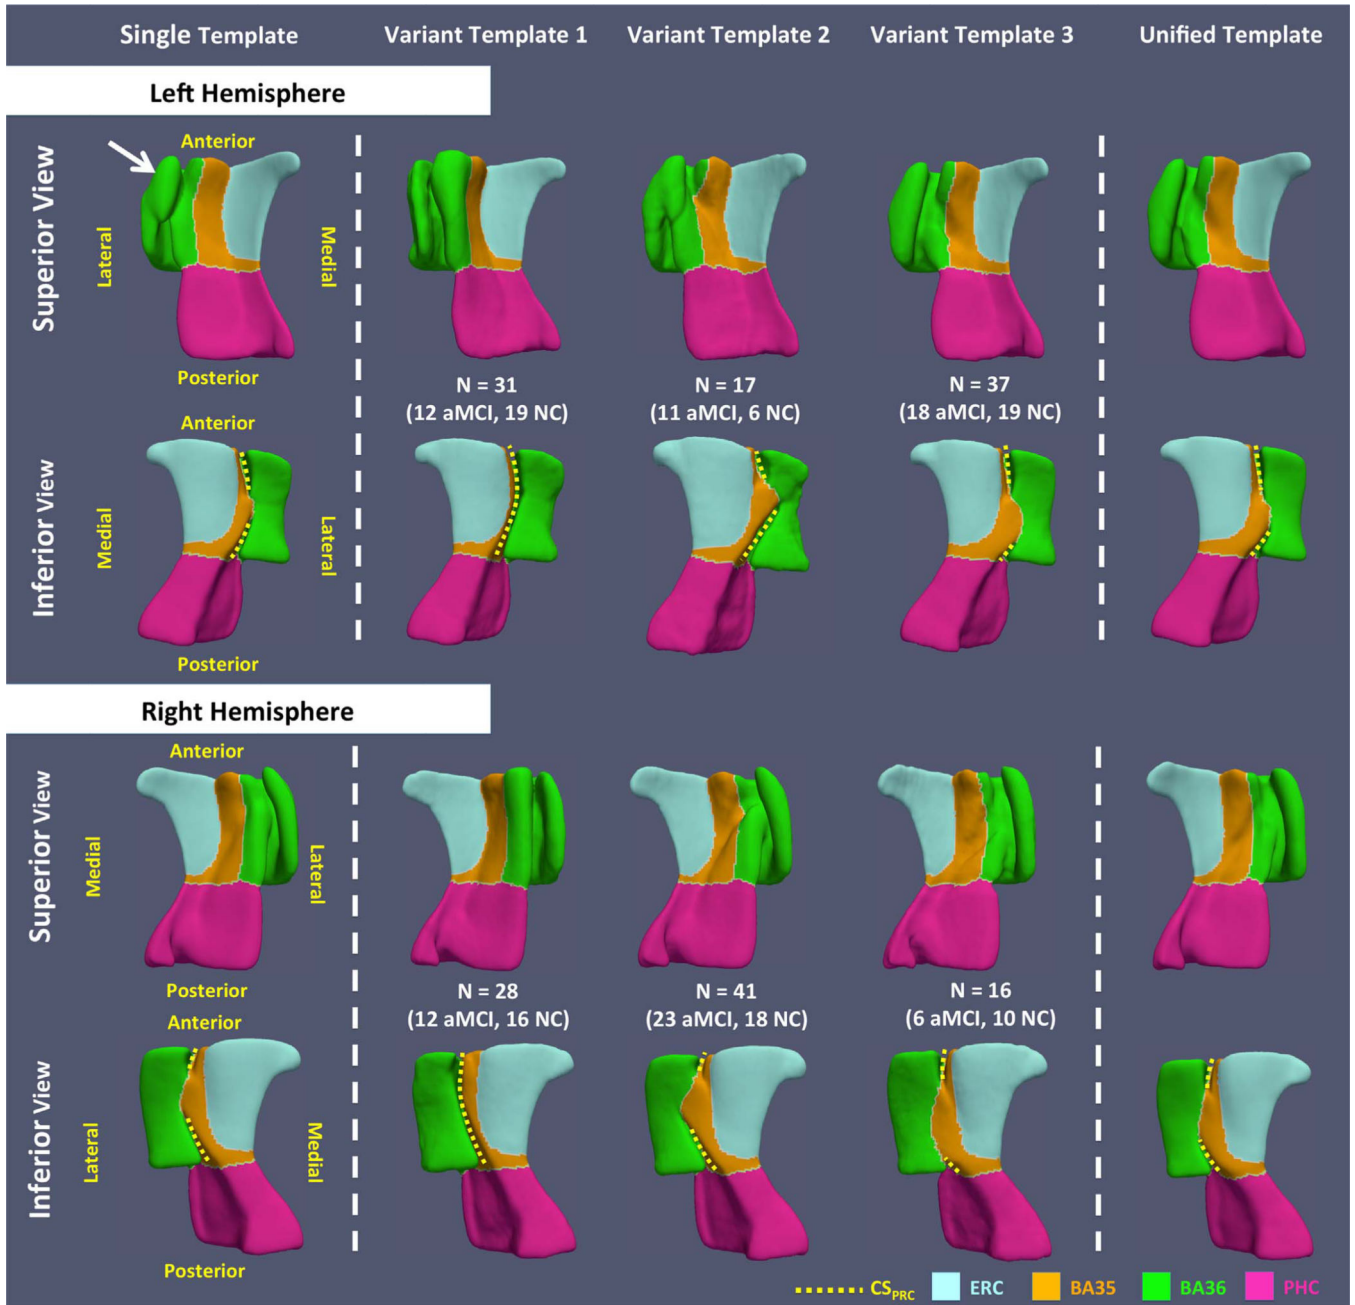 Single Template Variant Template 1 Variant Template 2 Variant Template 3 Unified Template
Left Hemisphere
Superior View
Anterior
Lateral
Medial
Posterior
N = 31
(12 aMCI, 19 NC)
N = 17
(11 aMCI, 6 NC)
N = 37
(18 aMCI, 19 NC)
Inferior View
Anterior
Medial
Lateral
Posterior
Right Hemisphere
Superior View
Anterior
Medial
Lateral
Posterior
N = 28
(12 aMCI, 16 NC)
N = 41
(23 aMCI, 18 NC)
N = 16
(6 aMCI, 10 NC)
Inferior View
Anterior
Lateral
Medial
Posterior
CSPRC ERC BA35 BA36 PHC